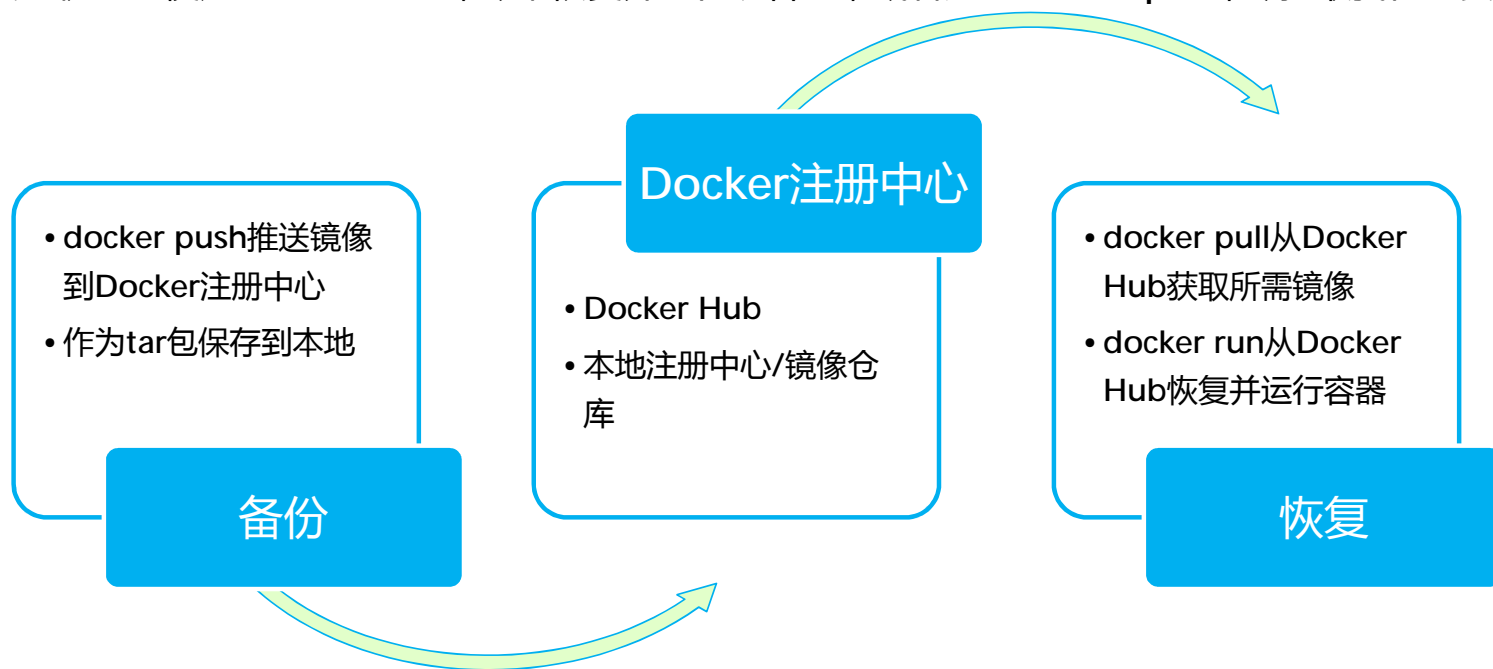 docker push推送镜像
到Docker注册中心
作为tar包保存到本地
备份
Docker注册中心
Docker Hub
本地注册中心/镜像仓
库
docker pull从Docker
Hub获取所需镜像
docker run从Docker
Hub恢复并运行容器
恢复